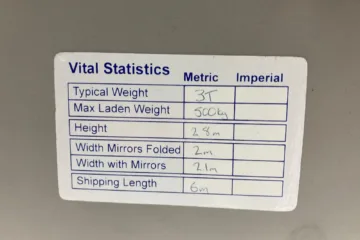 Vital Statistics Metric Imperial
Typical Weight 3T
Max Laden Weight 500kg
Height 2.8m
Width Mirrors Folded 2m
Width with Mirrors 2.1m
Shipping Length 6m